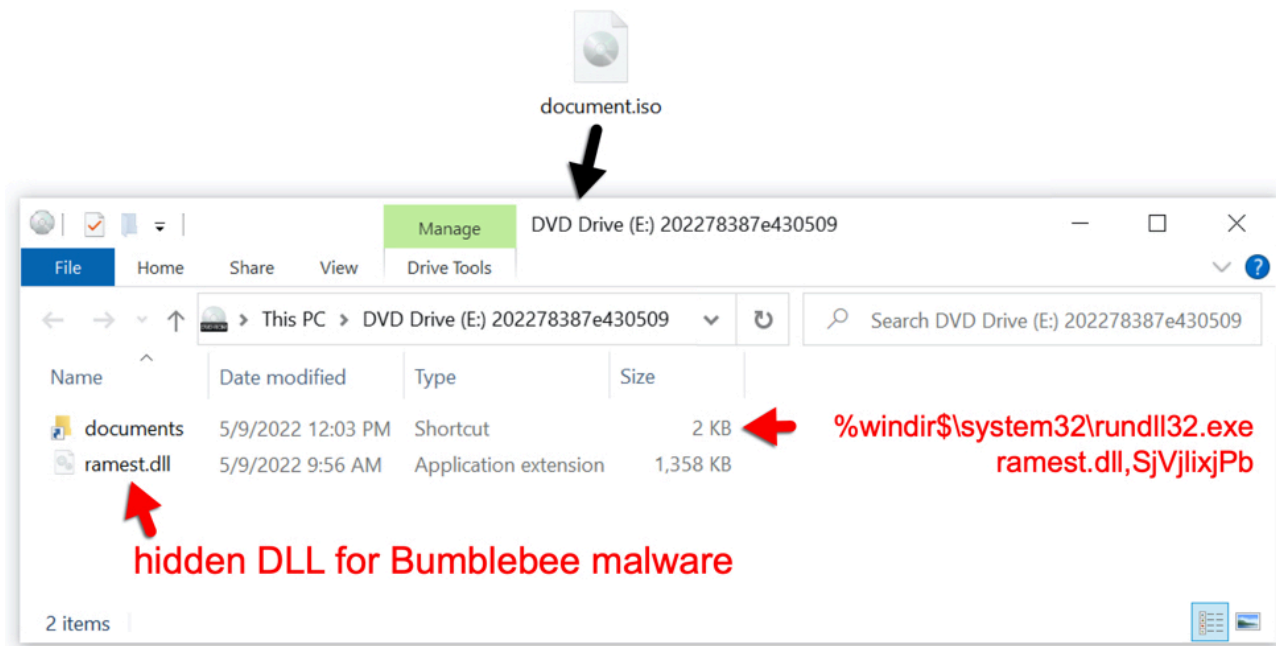 document.iso
Manage DVD Drive (E:) 202278387e430509
File Home Share View Drive Tools
This PC > DVD Drive (E:) 202278387e430509 Search DVD Drive (E:) 202278387e430509
Name Date modified Type Size
documents 5/9/2022 12:03 PM Shortcut 2 KB %windir$\system32\rundll32.exe
ramest.dll 5/9/2022 9:56 AM Application extension 1,358 KB ramest.dll,SjVjlixjPb
hidden DLL for Bumblebee malware
2 items